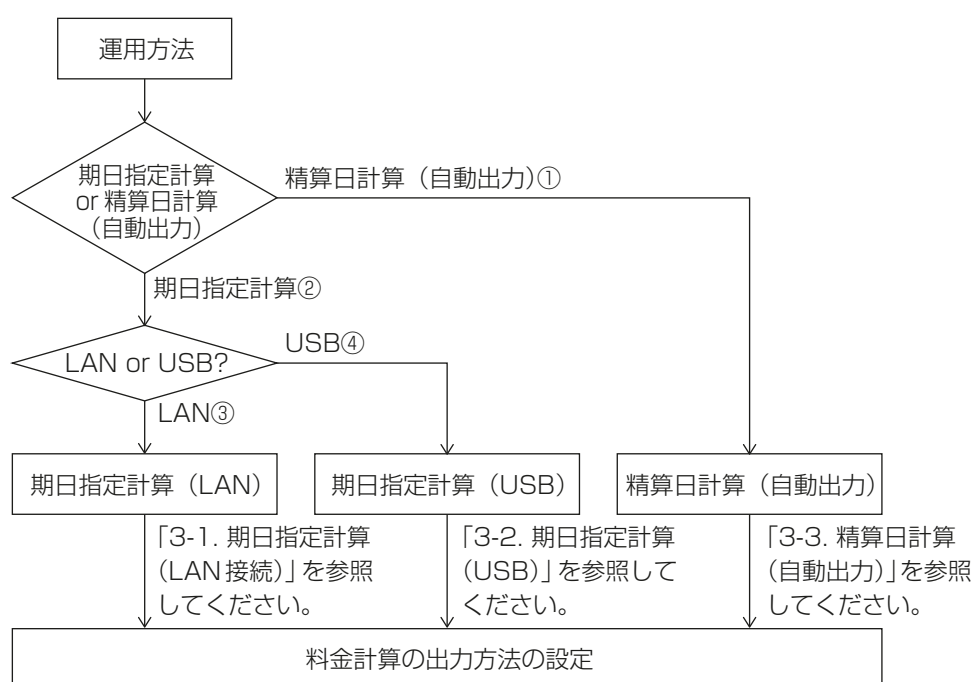 運用方法
期日指定計算
or 精算日計算
（自動出力）
精算日計算（自動出力）①
期日指定計算②
LAN or USB?
USB④
LAN③
期日指定計算（LAN）
期日指定計算（USB）
精算日計算（自動出力）
「3-1. 期日指定計算
（LAN接続）」を参照
してください。
「3-2. 期日指定計算
（USB）」を参照して
ください。
「3-3. 精算日計算
（自動出力）」を参照
してください。
料金計算の出力方法の設定